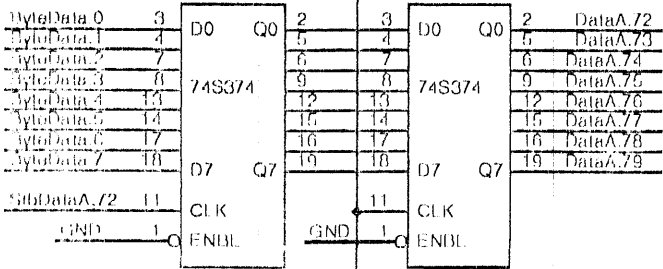 ByteData.0 3 D0 Q0 2 3 D0 Q0 2 DataA.72
ByteData.1 4 5 4 5 DataA.73
ByteData.2 7 6 7 6 DataA.74
ByteData.3 8 74S374 9 8 74S374 9 DataA.75
ByteData.4 13 12 13 12 DataA.76
ByteData.5 14 15 14 15 DataA.77
ByteData.6 17 16 17 16 DataA.78
ByteData.7 18 D7 Q7 19 18 D7 Q7 19 DataA.79
StbDataA.72 11 CLK 11 CLK
GND 1 ENBL GND 1 ENBL